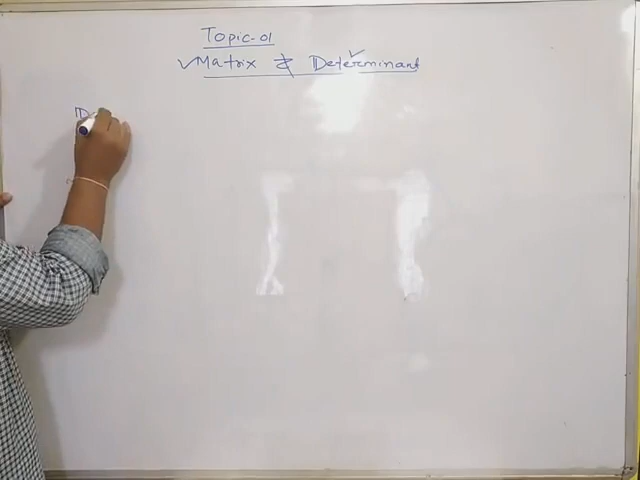 Topic-01
✓Matrix & Determinant ✓
D